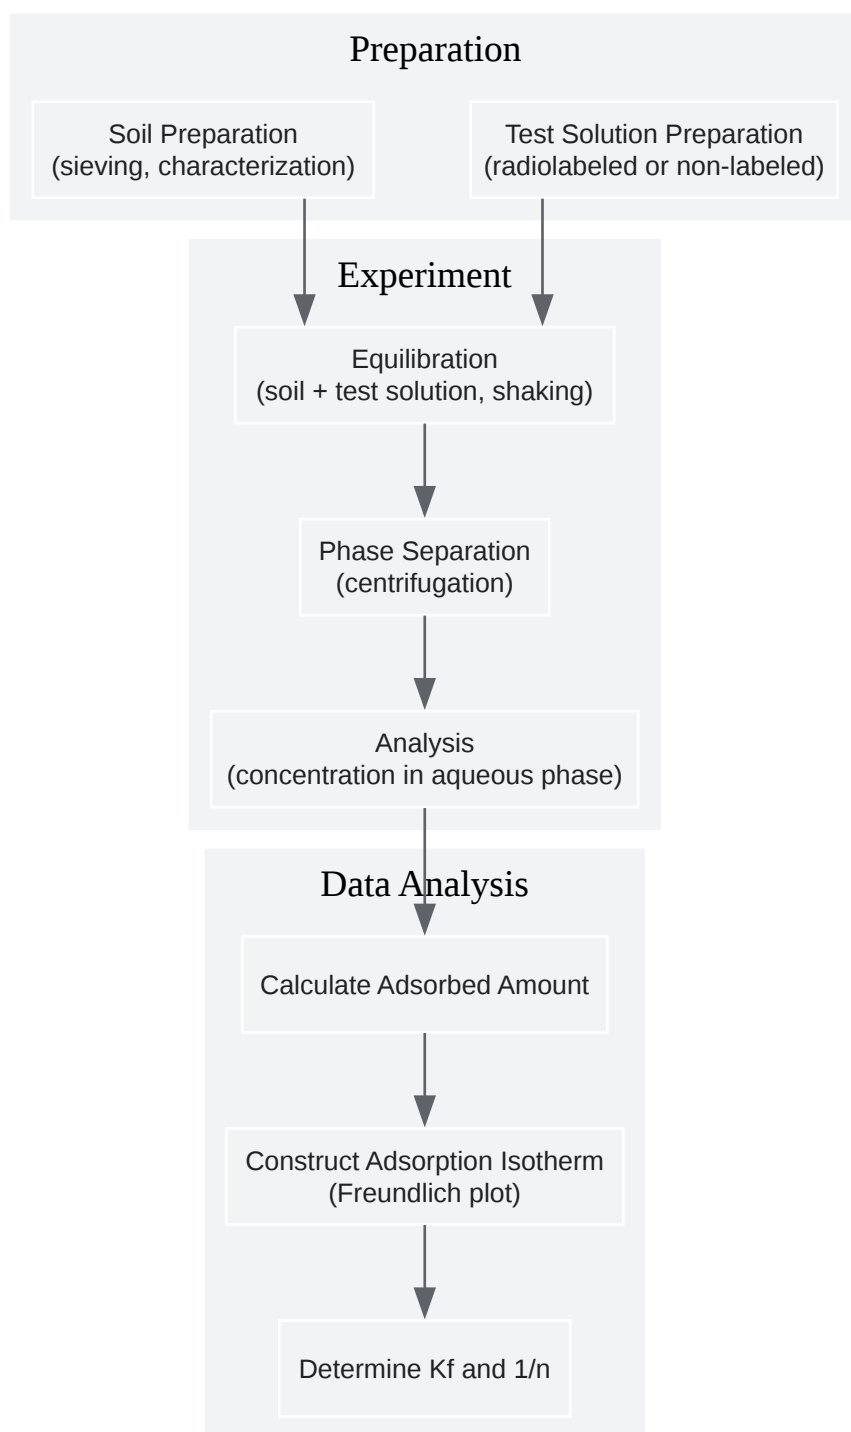 Preparation
Soil Preparation
(sieving, characterization)
Test Solution Preparation
(radiolabeled or non-labeled)
Experiment
Equilibration
(soil + test solution, shaking)
Phase Separation
(centrifugation)
Analysis
(concentration in aqueous phase)
Data Analysis
Calculate Adsorbed Amount
Construct Adsorption Isotherm
(Freundlich plot)
Determine Kf and 1/n